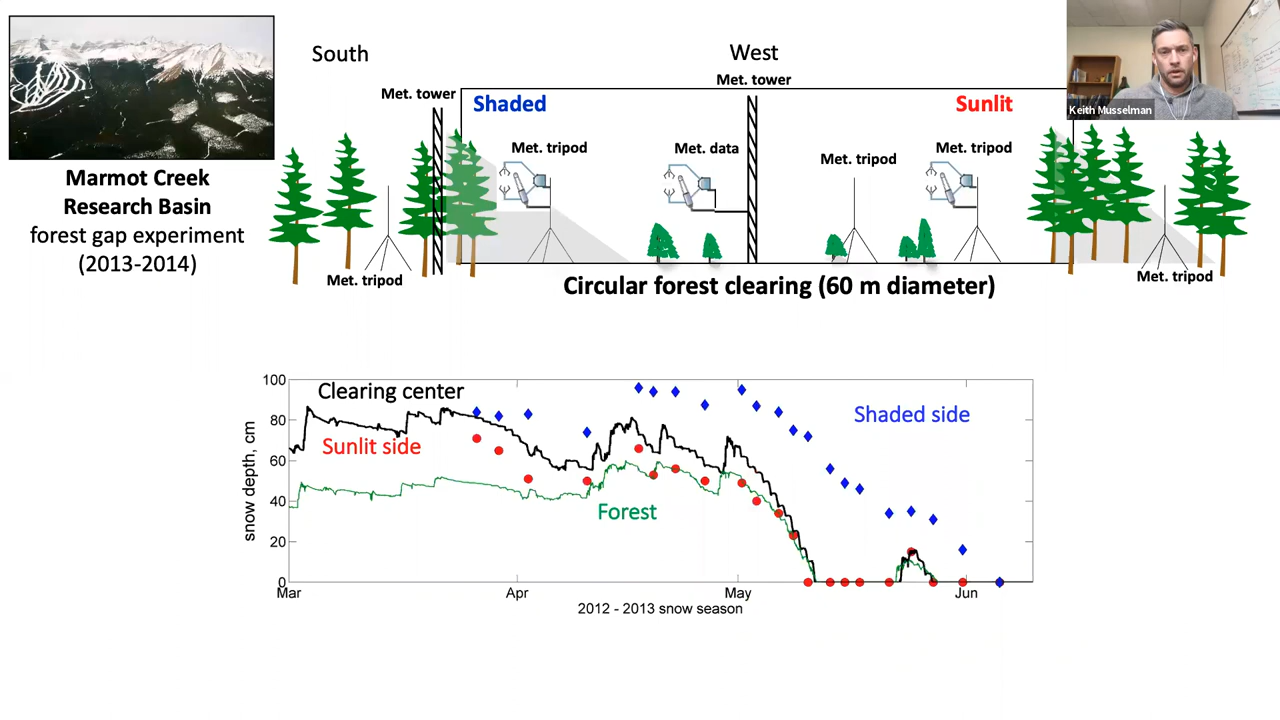 South
West
Met. tower
Met. tower
Keith Musselman
Shaded
Sunlit
Met. tripod
Met. data
Met. tripod
Met. tripod
Marmot Creek
Research Basin
forest gap experiment
(2013-2014)
Met. tripod
Met. tripod
Circular forest clearing (60 m diameter)
100
80
60
40
20
0
snow depth, cm
Clearing center
Sunlit side
Forest
Shaded side
Mar
Apr
May
Jun
2012 - 2013 snow season